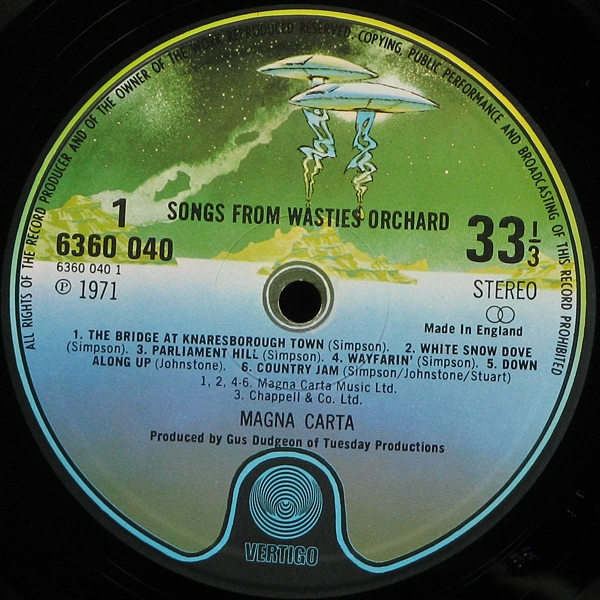 ALL RIGHTS OF THE RECORD PRODUCER AND OF THE OWNER OF THE WORK REPRODUCED RESERVED. COPYING, PUBLIC PERFORMANCE AND BROADCASTING OF THIS RECORD PROHIBITED
1 SONGS FROM WASTIES ORCHARD
6360 040 33 1/3
6360 040 1
℗ 1971 STEREO
Made In England
1. THE BRIDGE AT KNARESBOROUGH TOWN (Simpson). 2. WHITE SNOW DOVE
(Simpson). 3. PARLIAMENT HILL (Simpson). 4. WAYFARIN' (Simpson). 5. DOWN
ALONG UP (Johnstone). 6. COUNTRY JAM (Simpson/Johnstone/Stuart)
1, 2, 4-6. Magna Carta Music Ltd.
3. Chappell & Co. Ltd.
MAGNA CARTA
Produced by Gus Dudgeon of Tuesday Productions
VERTIGO